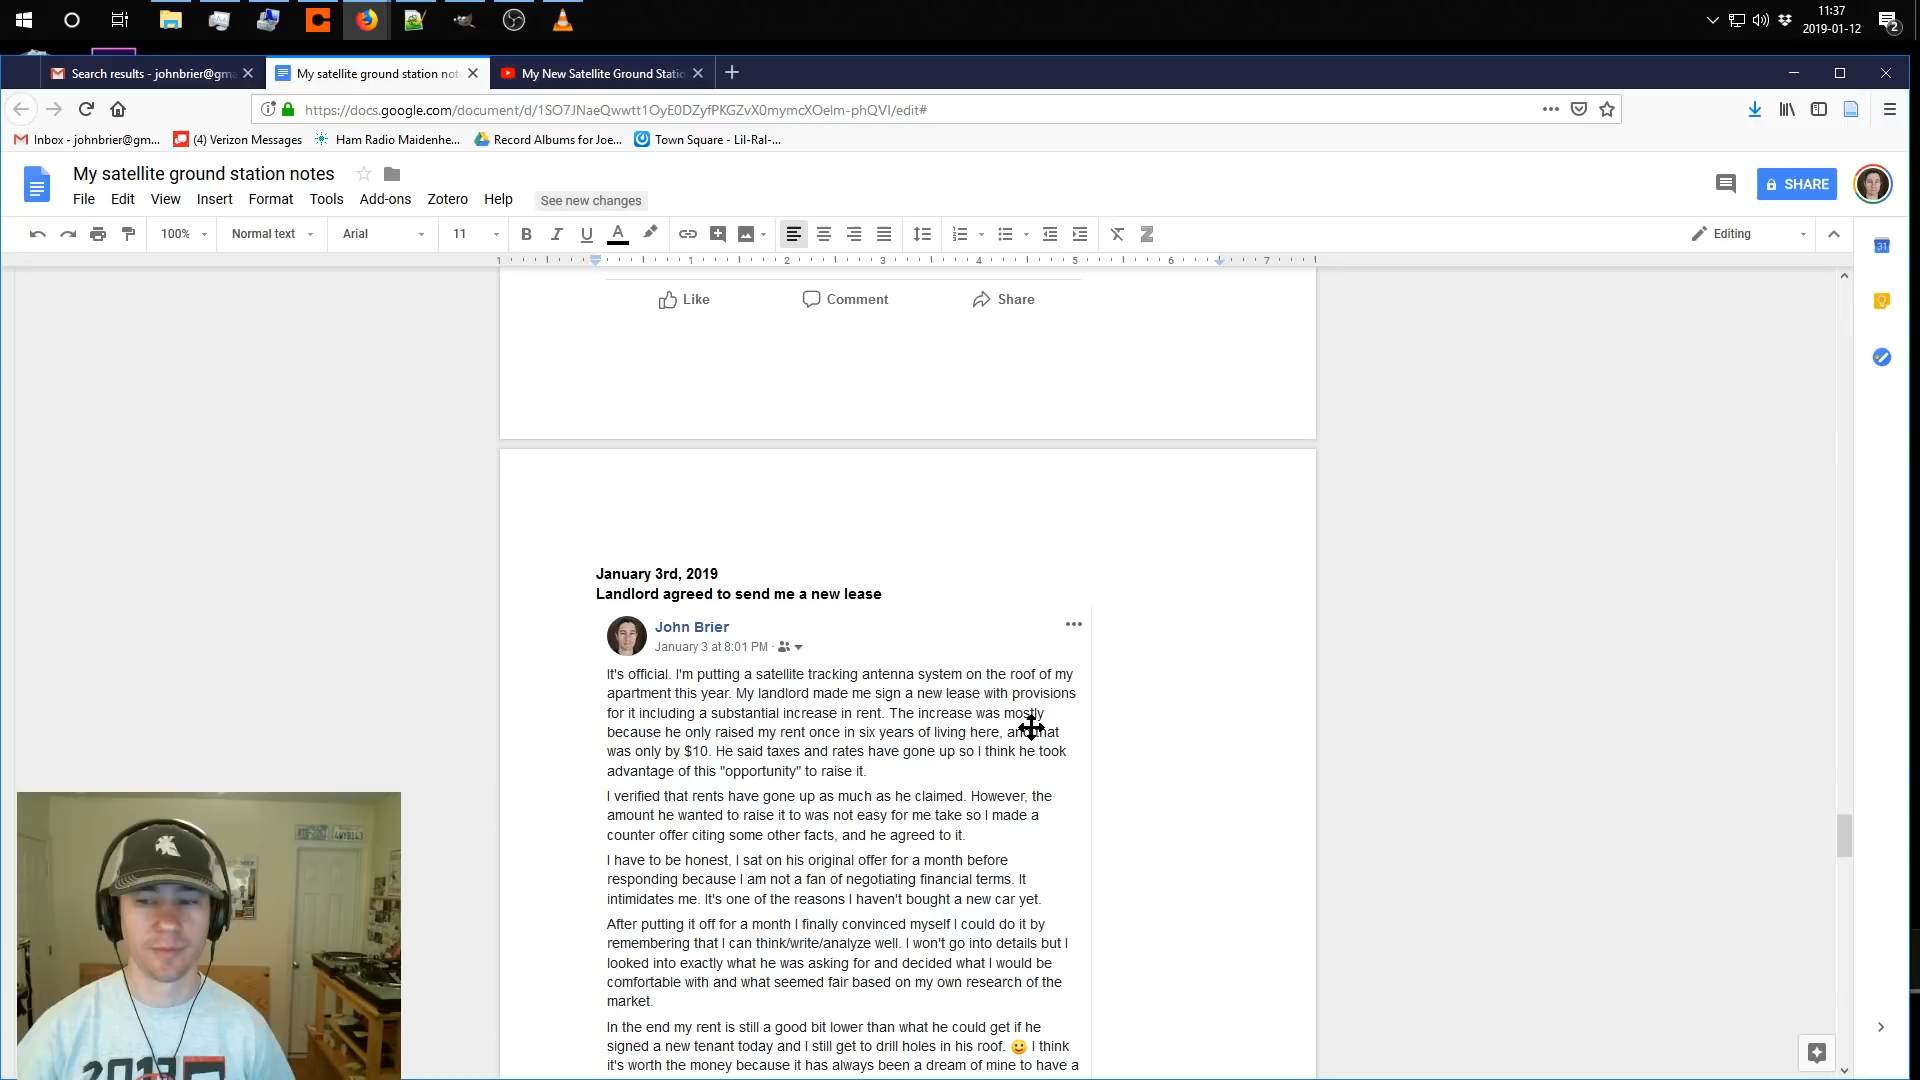 11:37
2019-01-12
2
Search results - johnbrier@gma
My satellite ground station not
My New Satellite Ground Statio
https://docs.google.com/document/d/1SO7JNaeQwwtt1OyE0DZyfPKGZvX0mymcXOelm-phQVI/edit#
Inbox - johnbrier@gm...
(4) Verizon Messages
Ham Radio Maidenhe...
Record Albums for Joe...
Town Square - Lil-Ral-...
My satellite ground station notes
SHARE
File Edit View Insert Format Tools Add-ons Zotero Help See new changes
100% Normal text Arial 11 B I U A Editing
1 1 2 3 4 5 6 7
31
Like Comment Share
January 3rd, 2019
Landlord agreed to send me a new lease
John Brier
January 3 at 8:01 PM ·
It's official. I'm putting a satellite tracking antenna system on the roof of my
apartment this year. My landlord made me sign a new lease with provisions
for it including a substantial increase in rent. The increase was mostly
because he only raised my rent once in six years of living here, and that
was only by $10. He said taxes and rates have gone up so I think he took
advantage of this "opportunity" to raise it.
I verified that rents have gone up as much as he claimed. However, the
amount he wanted to raise it to was not easy for me take so I made a
counter offer citing some other facts, and he agreed to it.
I have to be honest, I sat on his original offer for a month before
responding because I am not a fan of negotiating financial terms. It
intimidates me. It's one of the reasons I haven't bought a new car yet.
After putting it off for a month I finally convinced myself I could do it by
remembering that I can think/write/analyze well. I won't go into details but I
looked into exactly what he was asking for and decided what I would be
comfortable with and what seemed fair based on my own research of the
market.
In the end my rent is still a good bit lower than what he could get if he
signed a new tenant today and I still get to drill holes in his roof. 🙂 I think
it's worth the money because it has always been a dream of mine to have a